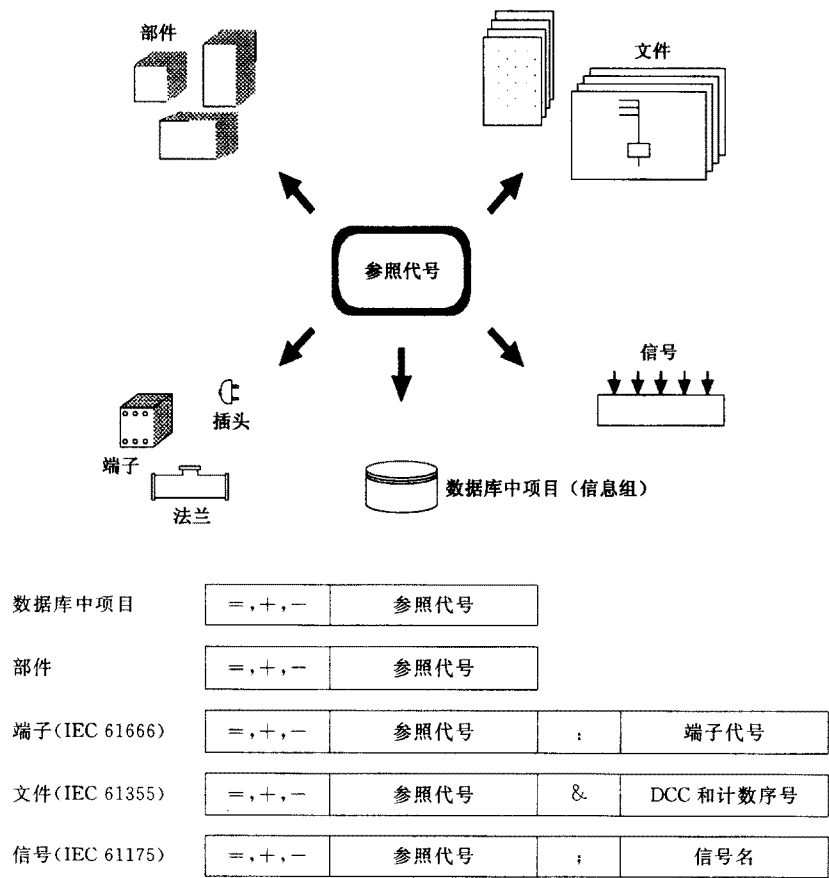 部件
文件
参照代号
信号
插头
端子
法兰
数据库中项目（信息组）
数据库中项目 =,+,- 参照代号
部件 =,+,- 参照代号
端子(IEC 61666) =,+,- 参照代号 : 端子代号
文件(IEC 61355) =,+,- 参照代号 & DCC 和计数序号
信号(IEC 61175) =,+,- 参照代号 ; 信号名